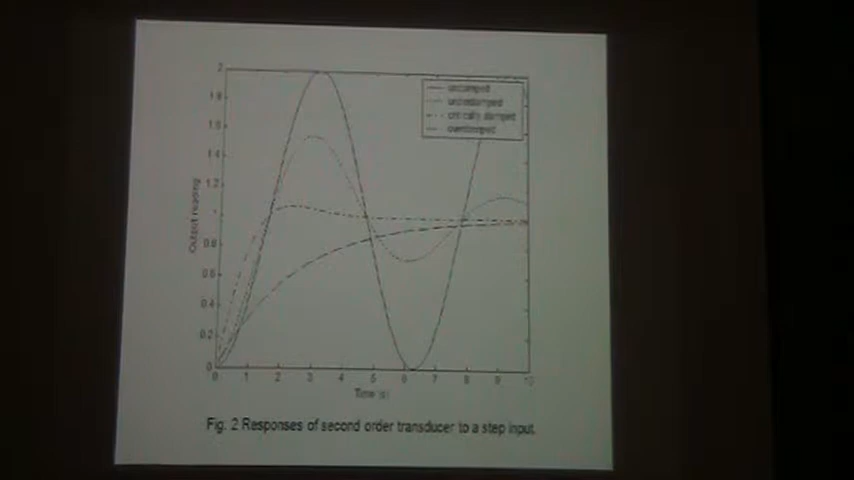 2
1.8
1.6
1.4
1.2
1
0.8
0.6
0.4
0.2
0
Output reading
undamped
underdamped
critically damped
overdamped
0 1 2 3 4 5 6 7 8 9 10
Time (s)
Fig. 2 Responses of second order transducer to a step input.